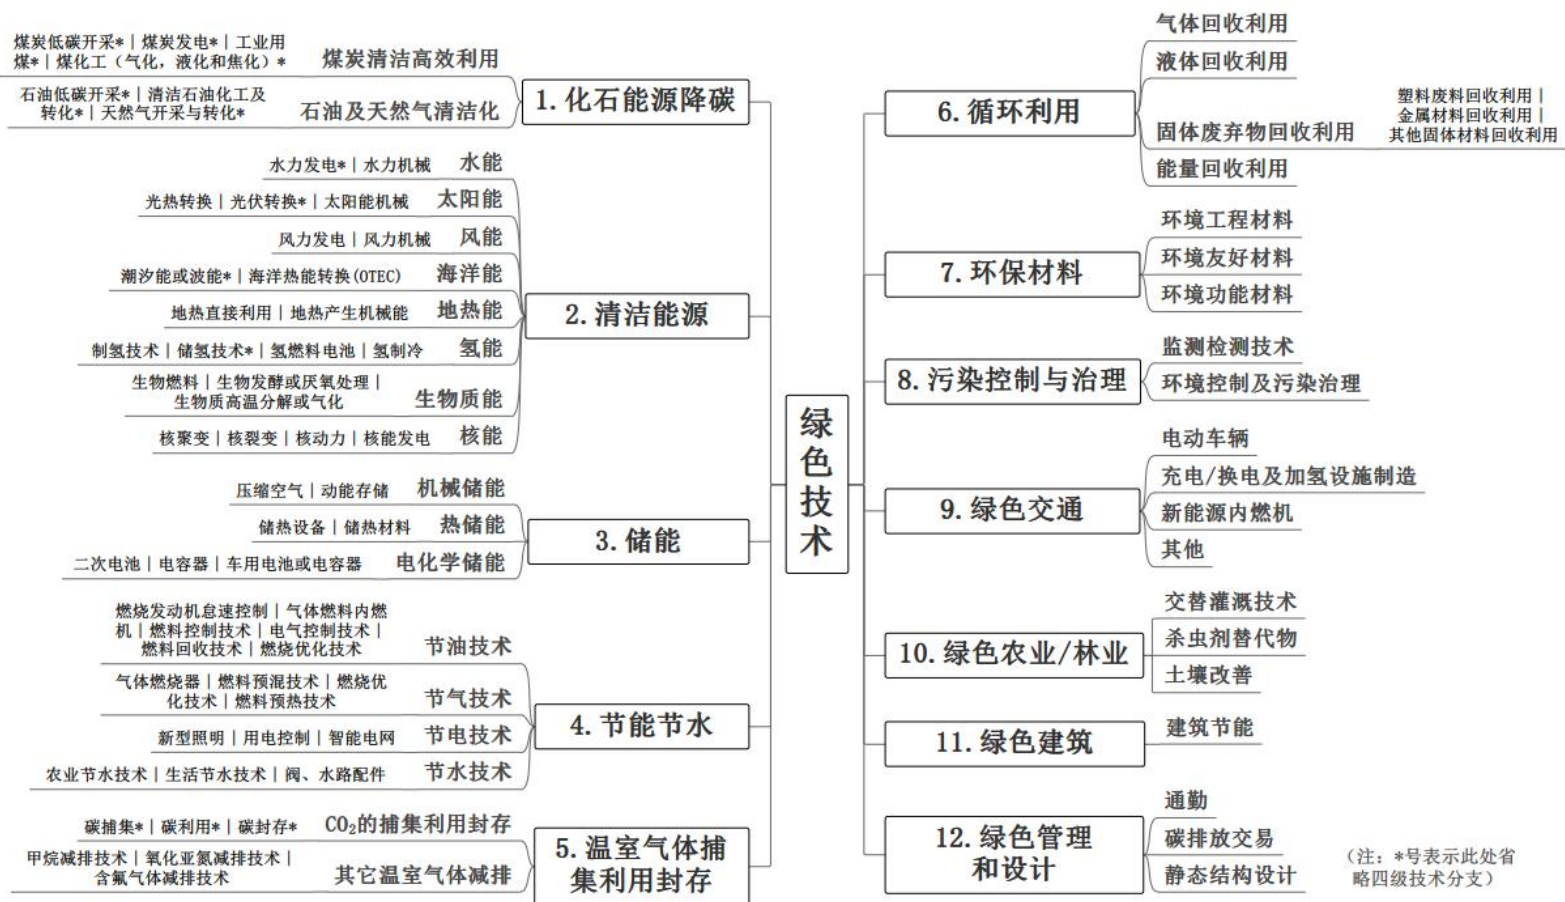 绿
色
技
术
1.化石能源降碳
煤炭清洁高效利用
煤炭低碳开采*｜煤炭发电*｜工业用
煤*｜煤化工（气化，液化和焦化）*
石油及天然气清洁化
石油低碳开采*｜清洁石油化工及
转化*｜天然气开采与转化*
2.清洁能源
水能
水力发电*｜水力机械
太阳能
光热转换｜光伏转换*｜太阳能机械
风能
风力发电｜风力机械
海洋能
潮汐能或波能*｜海洋热能转换(OTEC)
地热能
地热直接利用｜地热产生机械能
氢能
制氢技术｜储氢技术*｜氢燃料电池｜氢制冷
生物质能
生物燃料｜生物发酵或厌氧处理｜
生物质高温分解或气化
核能
核聚变｜核裂变｜核动力｜核能发电
3.储能
机械储能
压缩空气｜动能存储
热储能
储热设备｜储热材料
电化学储能
二次电池｜电容器｜车用电池或电容器
4.节能节水
节油技术
燃烧发动机怠速控制｜气体燃料内燃
机｜燃料控制技术｜电气控制技术｜
燃料回收技术｜燃烧优化技术
节气技术
气体燃烧器｜燃料预混技术｜燃烧优
化技术｜燃料预热技术
节电技术
新型照明｜用电控制｜智能电网
节水技术
农业节水技术｜生活节水技术｜阀、水路配件
5.温室气体捕
集利用封存
CO₂的捕集利用封存
碳捕集*｜碳利用*｜碳封存*
其它温室气体减排
甲烷减排技术｜氧化亚氮减排技术｜
含氟气体减排技术
6.循环利用
气体回收利用
液体回收利用
固体废弃物回收利用
塑料废料回收利用｜
金属材料回收利用｜
其他固体材料回收利用
能量回收利用
7.环保材料
环境工程材料
环境友好材料
环境功能材料
8.污染控制与治理
监测检测技术
环境控制及污染治理
9.绿色交通
电动车辆
充电/换电及加氢设施制造
新能源内燃机
其他
10.绿色农业/林业
交替灌溉技术
杀虫剂替代物
土壤改善
11.绿色建筑
建筑节能
12.绿色管理
和设计
通勤
碳排放交易
静态结构设计
（注：*号表示此处省
略四级技术分支）